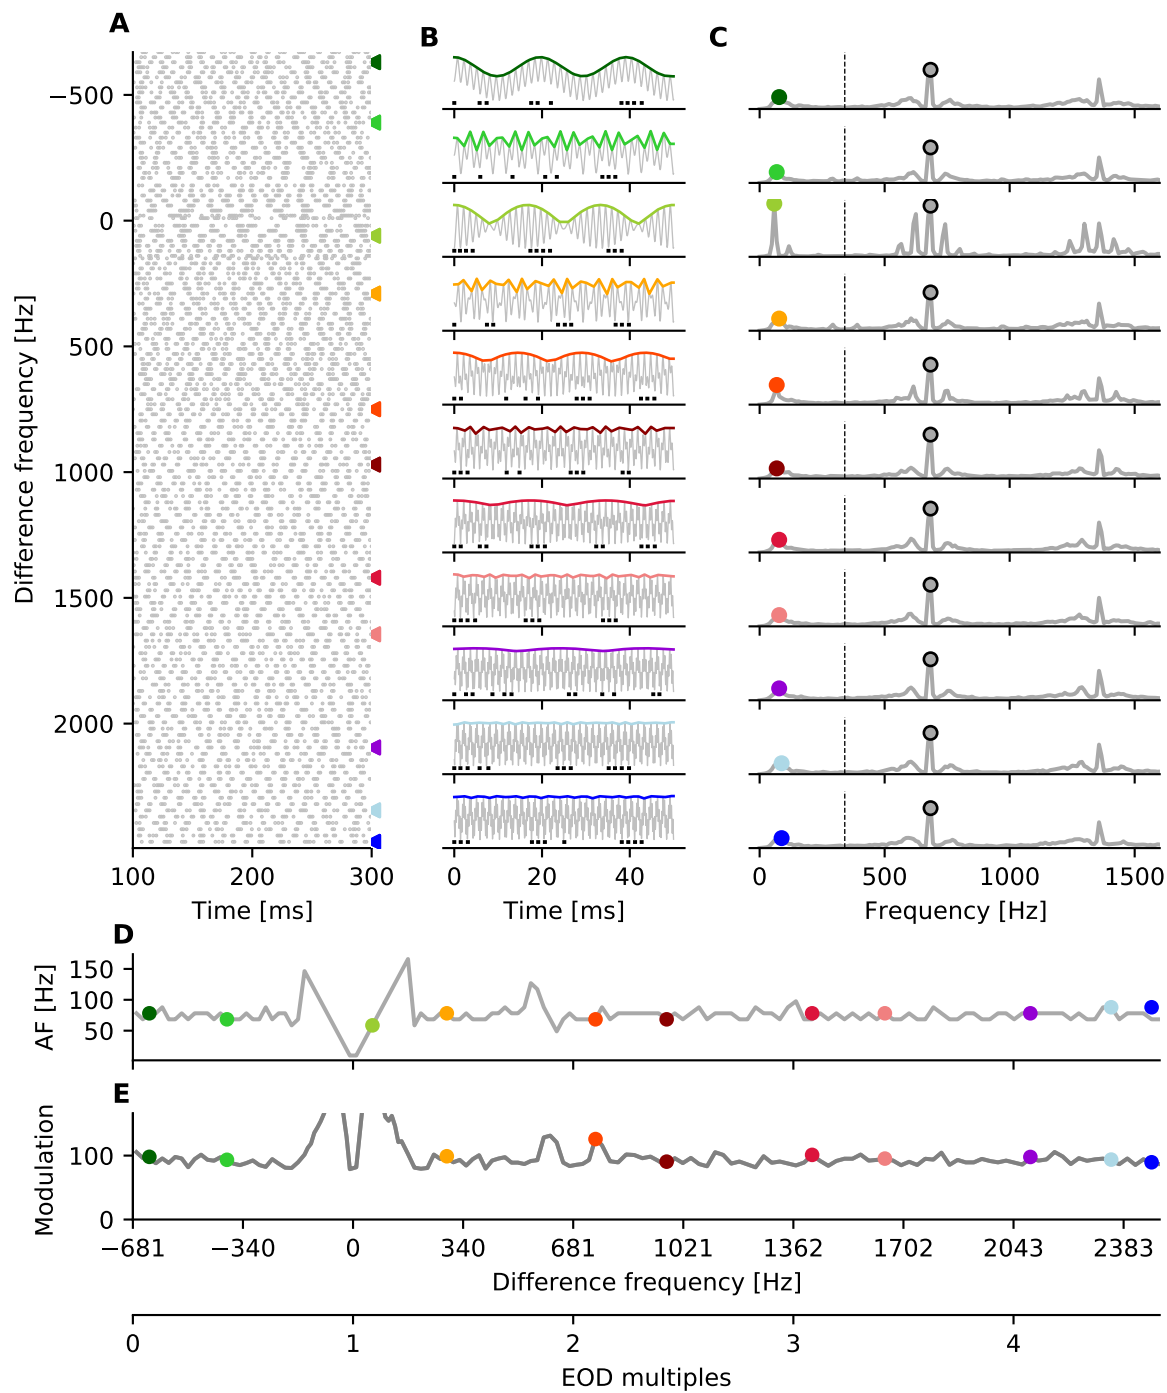 A
B
C
Difference frequency [Hz]
−500
0
500
1000
1500
2000
100 200 300
Time [ms]
0 20 40
Time [ms]
0 500 1000 1500
Frequency [Hz]
D
AF [Hz]
150
100
50
E
Modulation
100
0
−681 −340 0 340 681 1021 1362 1702 2043 2383
Difference frequency [Hz]
0 1 2 3 4
EOD multiples